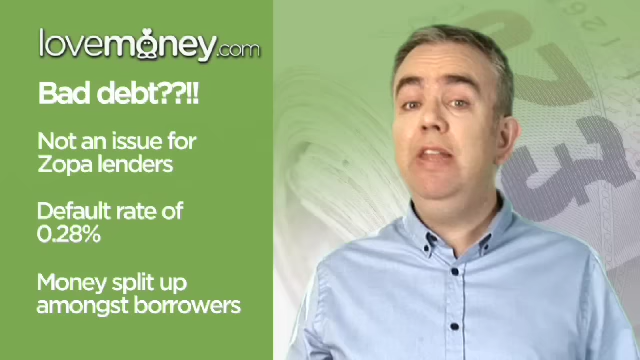 lovemoney.com
Bad debt??!!
Not an issue for
Zopa lenders
Default rate of
0.28%
Money split up
amongst borrowers
20
£